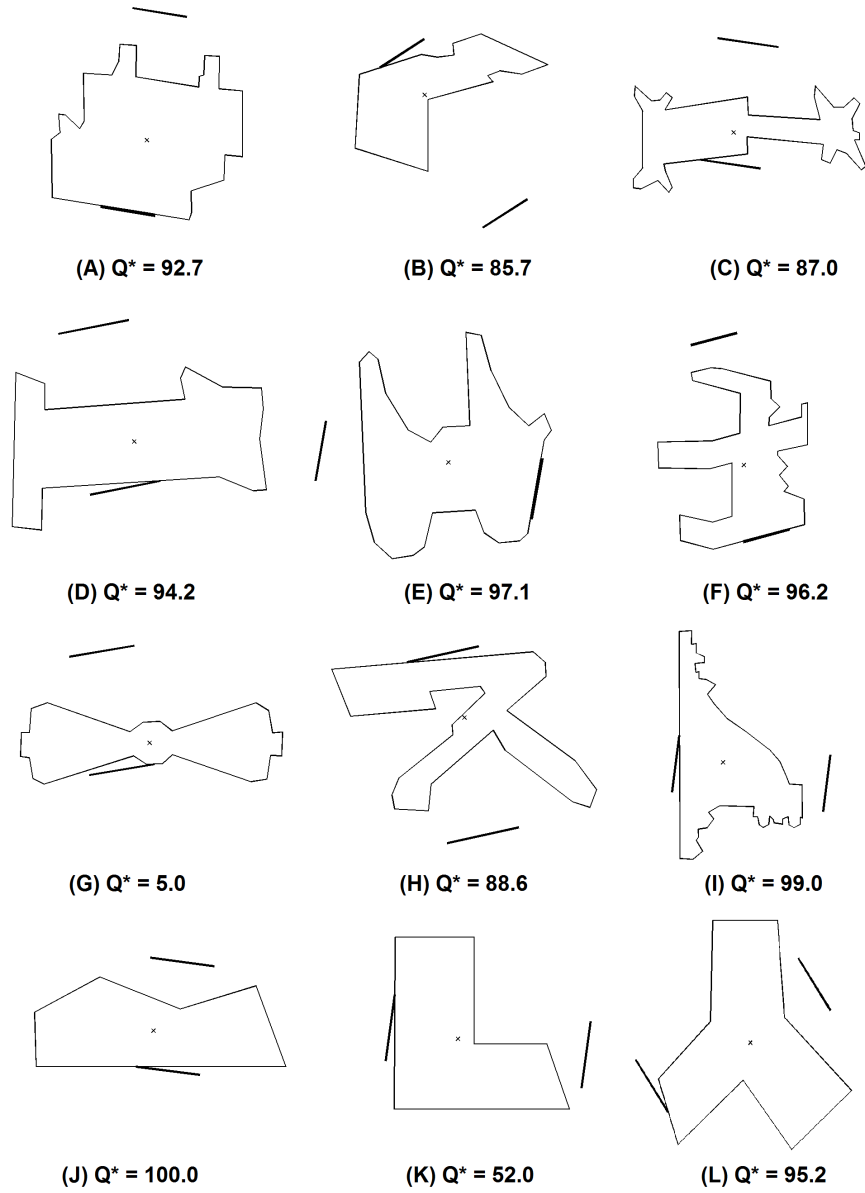 (A) Q* = 92.7
(B) Q* = 85.7
(C) Q* = 87.0
(D) Q* = 94.2
(E) Q* = 97.1
(F) Q* = 96.2
(G) Q* = 5.0
(H) Q* = 88.6
(I) Q* = 99.0
(J) Q* = 100.0
(K) Q* = 52.0
(L) Q* = 95.2